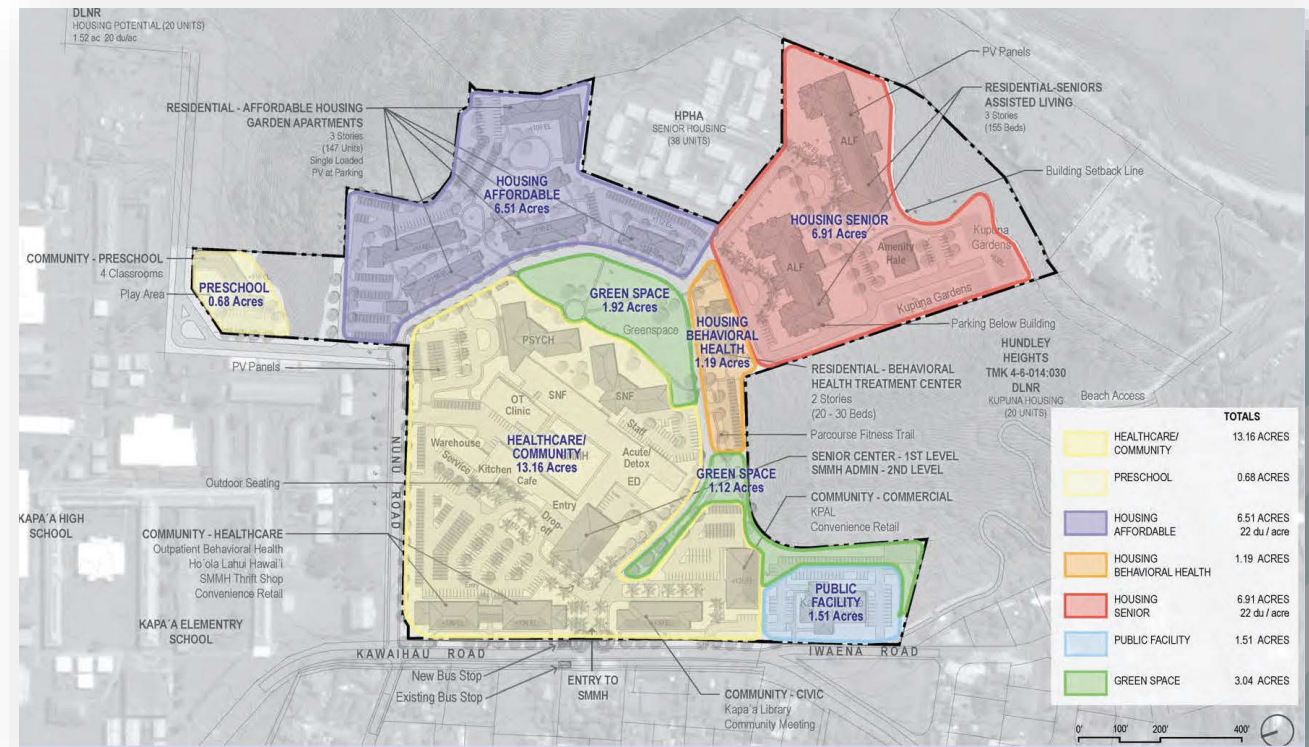 DLNR
HOUSING POTENTIAL (20 UNITS)
1.52 ac 20 du/ac
RESIDENTIAL - AFFORDABLE HOUSING
GARDEN APARTMENTS
3 Stories
(147 Units)
Single Loaded
PV at Parking
HPHA
SENIOR HOUSING
(38 UNITS)
PV Panels
RESIDENTIAL-SENIORS
ASSISTED LIVING
3 Stories
(155 Beds)
Building Setback Line
ALF
HOUSING
AFFORDABLE
6.51 Acres
HOUSING SENIOR
6.91 Acres
Amenity
Hale
Kupuna
Gardens
ALF
Kupuna Gardens
COMMUNITY - PRESCHOOL
4 Classrooms
Play Area
PRESCHOOL
0.68 Acres
GREEN SPACE
1.92 Acres
Greenspace
HOUSING
BEHAVIORAL
HEALTH
1.19 Acres
Parking Below Building
HUNDLEY
HEIGHTS
TMK 4-6-014:030
DLNR
KUPUNA HOUSING
(20 UNITS)
Beach Access
PV Panels
PSYCH
RESIDENTIAL - BEHAVIORAL
HEALTH TREATMENT CENTER
2 Stories
(20 - 30 Beds)
OT
Clinic
SNF
SNF
Staff
Parcourse Fitness Trail
NUNU ROAD
Warehouse
Service
Kitchen
Cafe
HEALTHCARE/
COMMUNITY
13.16 Acres
Acute/
Detox
ED
SENIOR CENTER - 1ST LEVEL
SMMH ADMIN - 2ND LEVEL
GREEN SPACE
1.12 Acres
Outdoor Seating
Entry
Drop-
off
COMMUNITY - COMMERCIAL
KPAL
Convenience Retail
KAPA'A HIGH
SCHOOL
COMMUNITY - HEALTHCARE
Outpatient Behavioral Health
Ho'ola Lahui Hawai'i
SMMH Thrift Shop
Convenience Retail
KAPA'A ELEMENTRY
SCHOOL
PUBLIC
FACILITY
1.51 Acres
KAWAIHAU ROAD
IWAENA ROAD
New Bus Stop
Existing Bus Stop
ENTRY TO
SMMH
COMMUNITY - CIVIC
Kapa'a Library
Community Meeting
TOTALS
HEALTHCARE/
COMMUNITY
13.16 ACRES
PRESCHOOL
0.68 ACRES
HOUSING
AFFORDABLE
6.51 ACRES
22 du / acre
HOUSING
BEHAVIORAL HEALTH
1.19 ACRES
HOUSING
SENIOR
6.91 ACRES
22 du / acre
PUBLIC FACILITY
1.51 ACRES
GREEN SPACE
3.04 ACRES
0' 100' 200' 400'